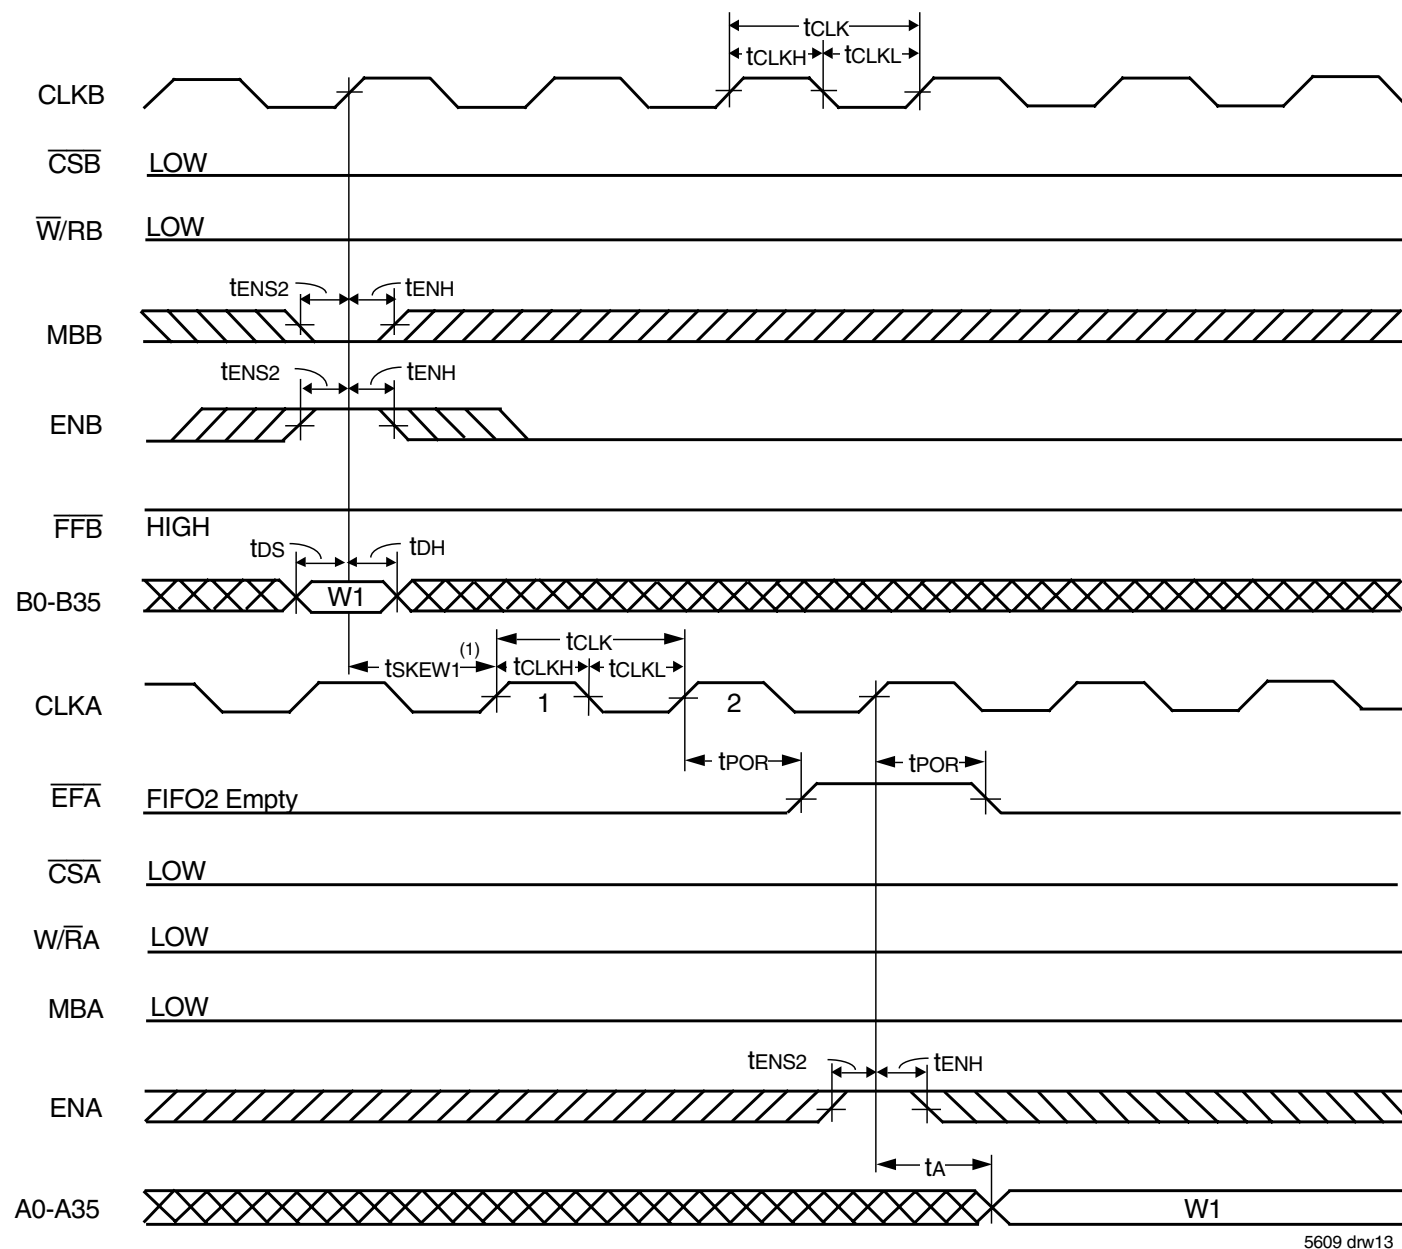 tCLK
tCLKH tCLKL
CLKB
CSB LOW
W/RB LOW
tENS2 tENH
MBB
tENS2 tENH
ENB
FFB HIGH
tDS tDH
B0-B35 W1
tSKEW1 (1) tCLK
tCLKH tCLKL
CLKA 1 2
tPOR tPOR
EFA FIFO2 Empty
CSA LOW
W/RA LOW
MBA LOW
tENS2 tENH
ENA
tA
A0-A35 W1
5609 drw13